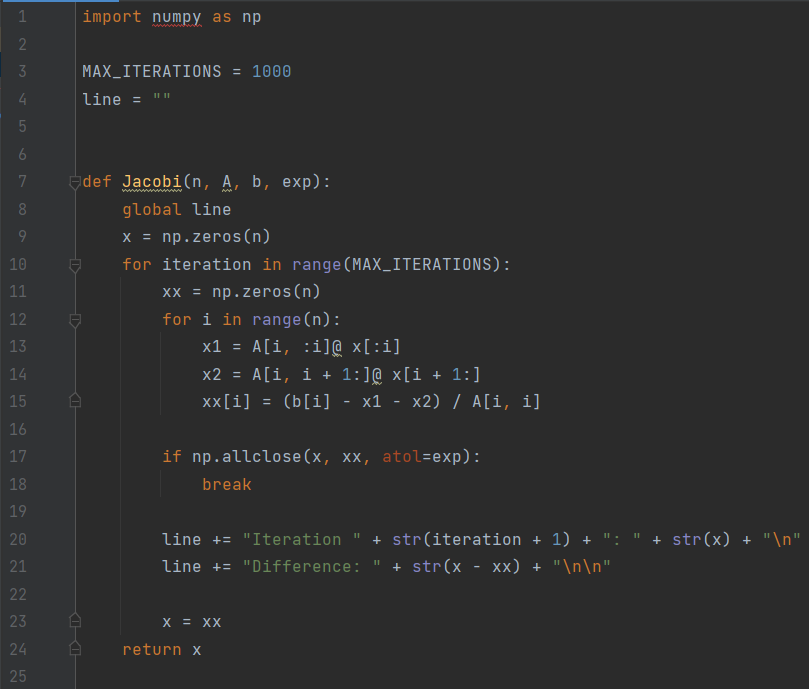 1 import numpy as np
2
3 MAX_ITERATIONS = 1000
4 line = ""
5
6
7 def Jacobi(n, A, b, exp):
8     global line
9     x = np.zeros(n)
10     for iteration in range(MAX_ITERATIONS):
11         xx = np.zeros(n)
12         for i in range(n):
13             x1 = A[i, :i]@ x[:i]
14             x2 = A[i, i + 1:]@ x[i + 1:]
15             xx[i] = (b[i] - x1 - x2) / A[i, i]
16
17         if np.allclose(x, xx, atol=exp):
18             break
19
20         line += "Iteration " + str(iteration + 1) + ": " + str(x) + "\n"
21         line += "Difference: " + str(x - xx) + "\n\n"
22
23         x = xx
24     return x
25